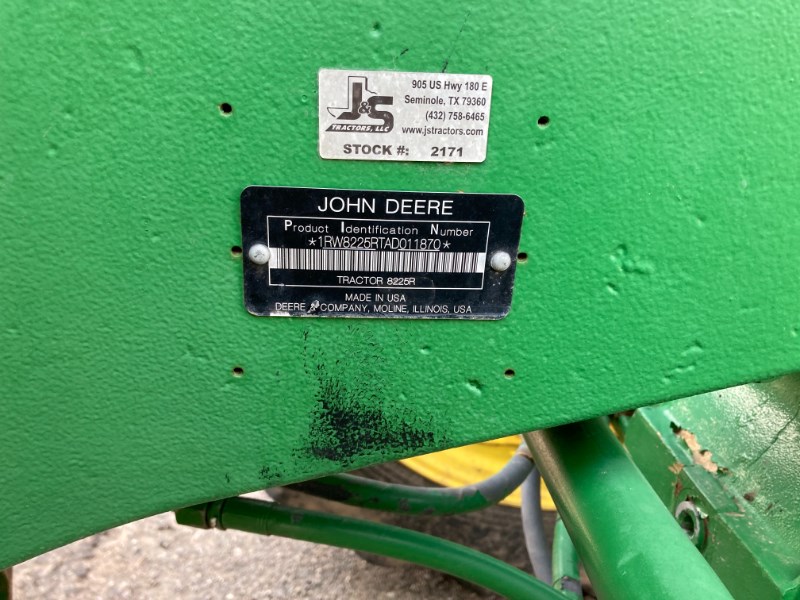 905 US Hwy 180 E
Seminole, TX 79360
(432) 758-6465
www.jstractors.com
J&S
TRACTORS, LLC
STOCK #: 2171
JOHN DEERE
Product Identification Number
*1RW8225RTAD011870*
TRACTOR 8225R
MADE IN USA
DEERE & COMPANY, MOLINE, ILLINOIS, USA